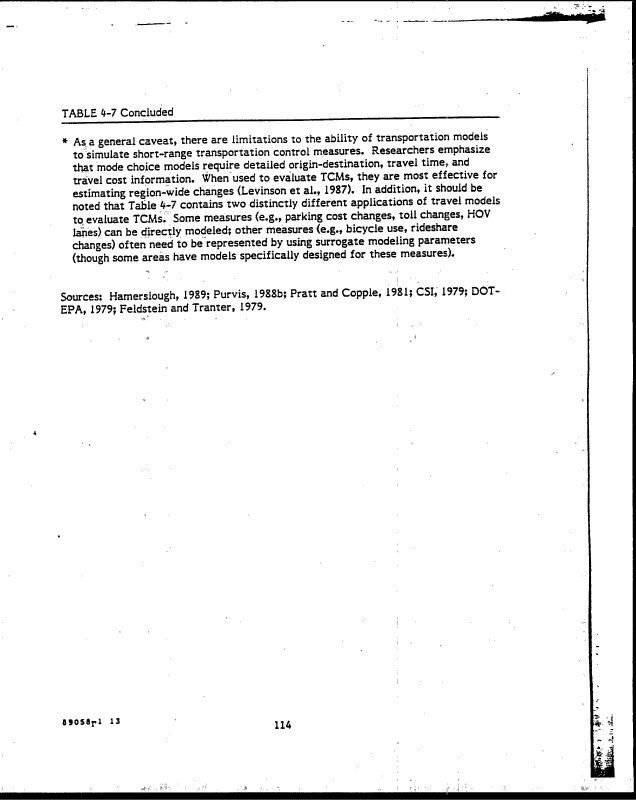 TABLE 4-7 Concluded
* As a general caveat, there are limitations to the ability of transportation models
to simulate short-range transportation control measures. Researchers emphasize
that mode choice models require detailed origin-destination, travel time, and
travel cost information. When used to evaluate TCMs, they are most effective for
estimating region-wide changes (Levinson et al., 1987). In addition, it should be
noted that Table 4-7 contains two distinctly different applications of travel models
to evaluate TCMs. Some measures (e.g., parking cost changes, toll changes, HOV
lanes) can be directly modeled; other measures (e.g., bicycle use, rideshare
changes) often need to be represented by using surrogate modeling parameters
(though some areas have models specifically designed for these measures).
Sources: Hamerslough, 1989; Purvis, 1988b; Pratt and Copple, 1981; CSI, 1979; DOT-
EPA, 1979; Feldstein and Tranter, 1979.
89058r1 13
114